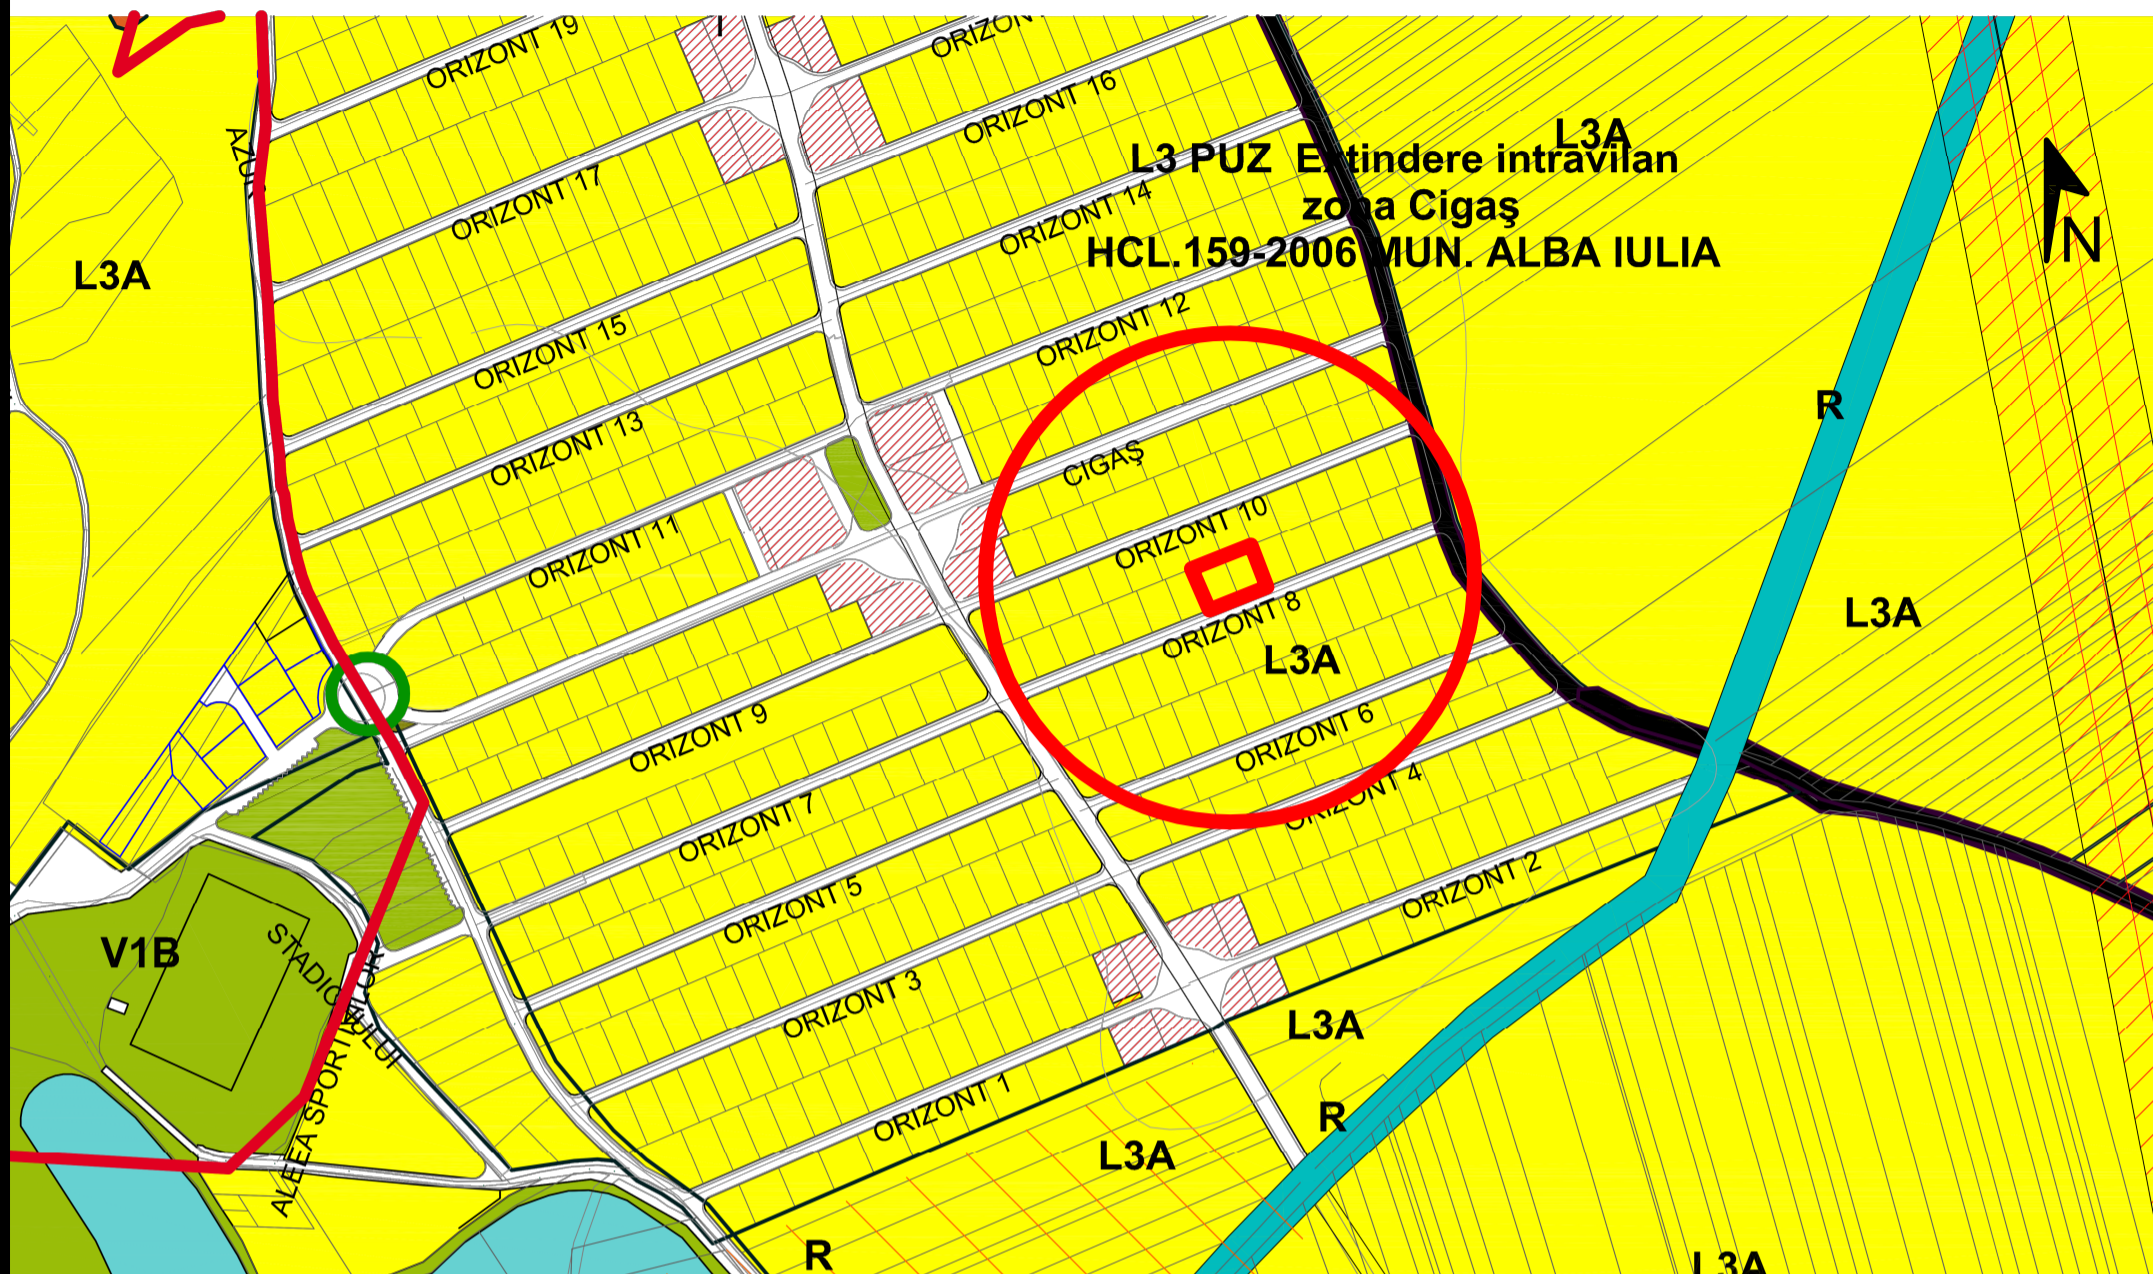 ORIZONT 19
ORIZON
ORIZONT 16
AZUR
L3A
L3 PUZ Extindere intravilan
zona Cigaş
HCL.159-2006 MUN. ALBA IULIA
N
ORIZONT 17
ORIZONT 14
L3A
ORIZONT 15
ORIZONT 12
R
ORIZONT 13
CIGAŞ
ORIZONT 11
ORIZONT 10
ORIZONT 8
L3A
L3A
ORIZONT 9
ORIZONT 6
ORIZONT 7
ORIZONT 4
ORIZONT 5
ORIZONT 2
V1B
STADIONULUI
ALEEA SPORTIVILOR
ORIZONT 3
L3A
ORIZONT 1
R
L3A
R
L3A